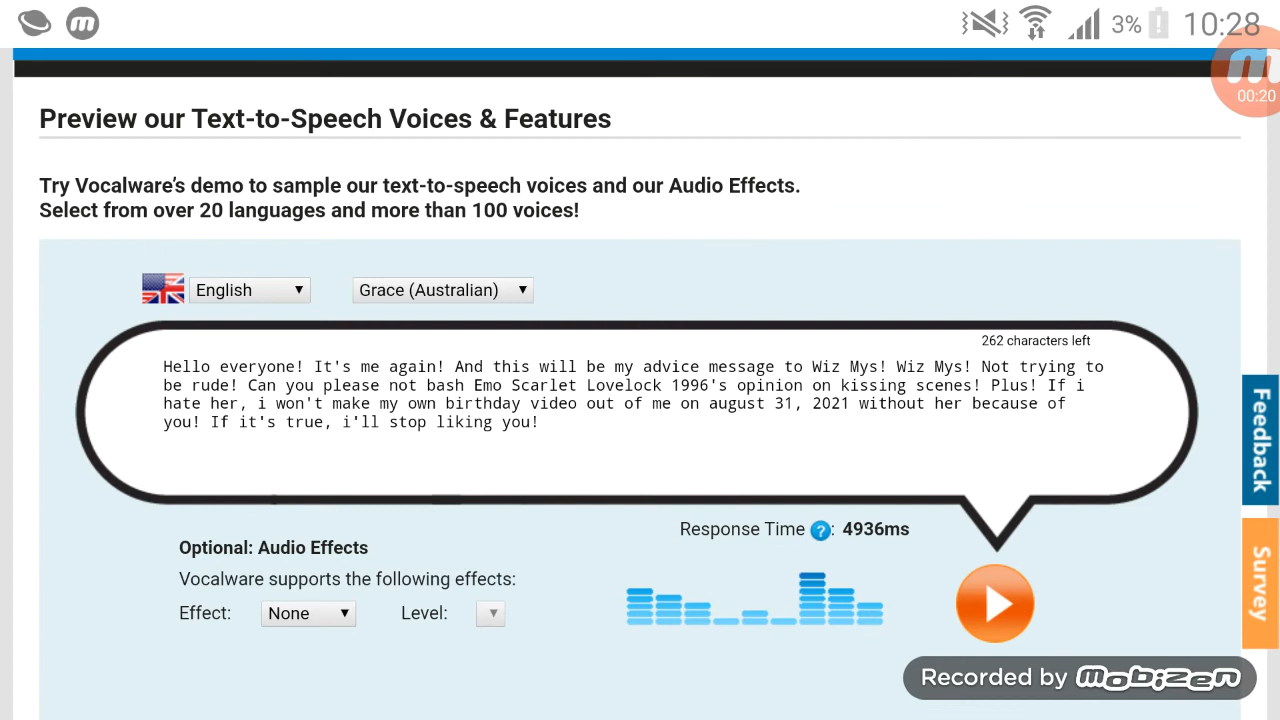 3% 10:28
00:20
Preview our Text-to-Speech Voices & Features
Try Vocalware’s demo to sample our text-to-speech voices and our Audio Effects.
Select from over 20 languages and more than 100 voices!
English Grace (Australian)
262 characters left
Hello everyone! It's me again! And this will be my advice message to Wiz Mys! Wiz Mys! Not trying to
be rude! Can you please not bash Emo Scarlet Lovelock 1996's opinion on kissing scenes! Plus! If i
hate her, i won't make my own birthday video out of me on august 31, 2021 without her because of
you! If it's true, i'll stop liking you!
Response Time ?: 4936ms
Optional: Audio Effects
Vocalware supports the following effects:
Effect: None Level:
Feedback
Survey
Recorded by mobizen